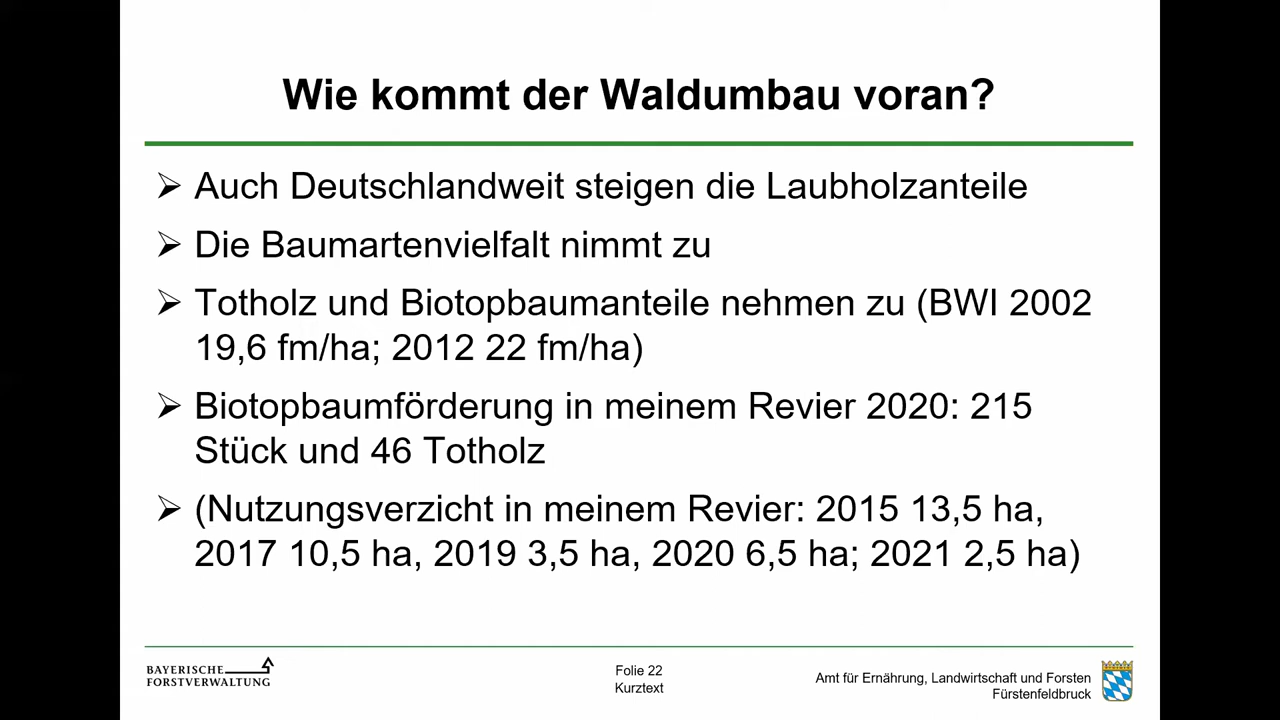 Wie kommt der Waldumbau voran?
➢ Auch Deutschlandweit steigen die Laubholzanteile
➢ Die Baumartenvielfalt nimmt zu
➢ Totholz und Biotopbaumanteile nehmen zu (BWI 2002
19,6 fm/ha; 2012 22 fm/ha)
➢ Biotopbaumförderung in meinem Revier 2020: 215
Stück und 46 Totholz
➢ (Nutzungsverzicht in meinem Revier: 2015 13,5 ha,
2017 10,5 ha, 2019 3,5 ha, 2020 6,5 ha; 2021 2,5 ha)
BAYERISCHE
FORSTVERWALTUNG
Folie 22
Kurztext
Amt für Ernährung, Landwirtschaft und Forsten
Fürstenfeldbruck